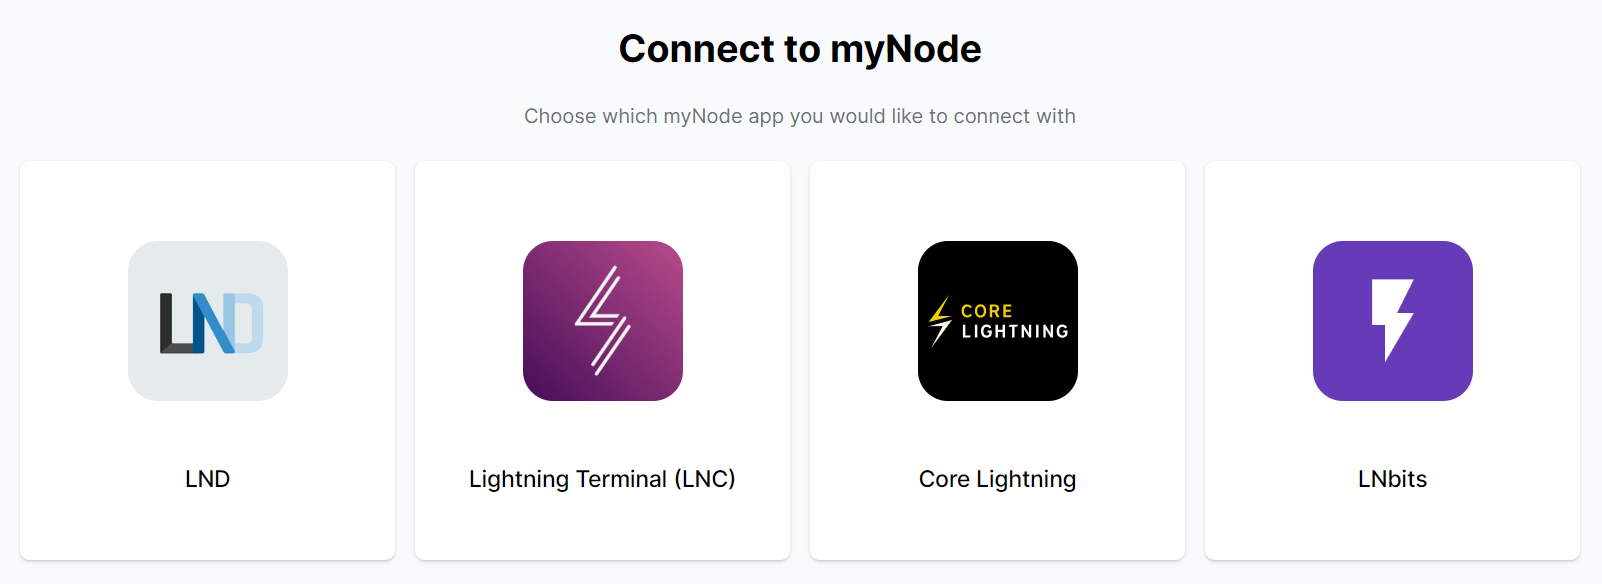 Connect to myNode
Choose which myNode app you would like to connect with
LND
CORE
LIGHTNING
LND
Lightning Terminal (LNC)
Core Lightning
LNbits